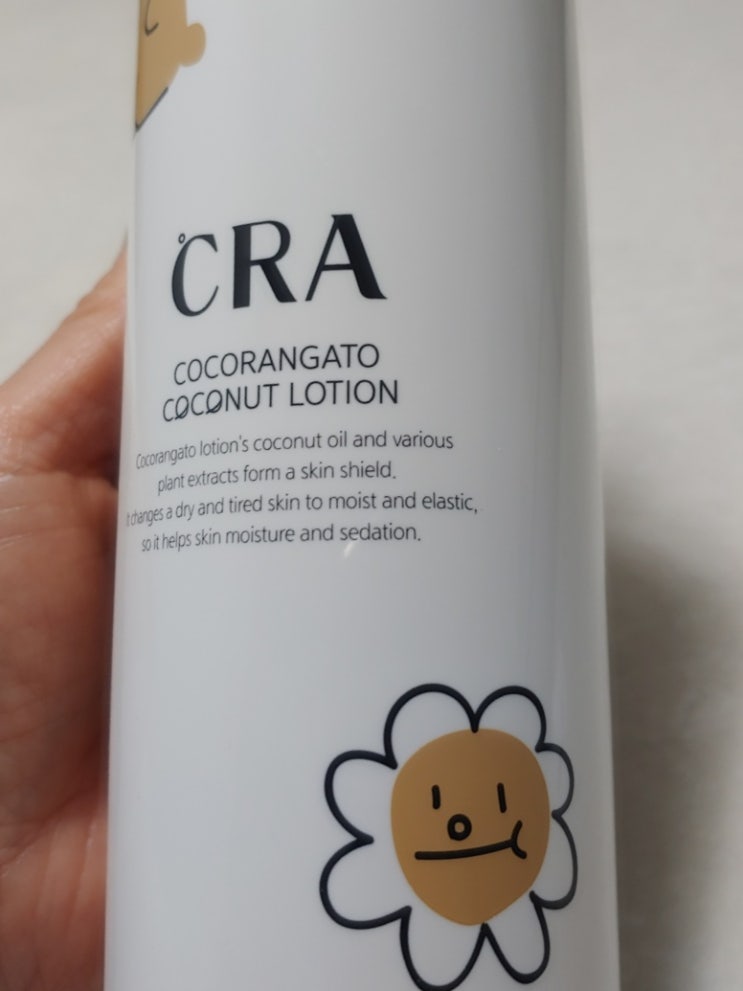 CRA
COCORANGATO
COCONUT LOTION
Cocorangato lotion's coconut oil and various
plant extracts form a skin shield.
It changes a dry and tired skin to moist and elastic,
so it helps skin moisture and sedation.